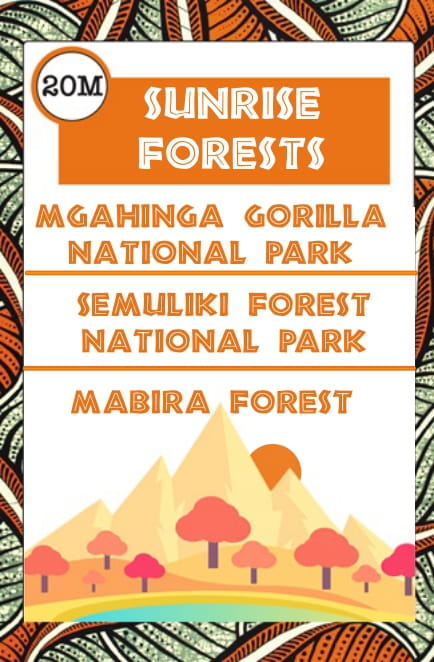 20M
SUNRISE
FORESTS
MGAHINGA GORILLA
NATIONAL PARK
SEMULIKI FOREST
NATIONAL PARK
MABIRA FOREST